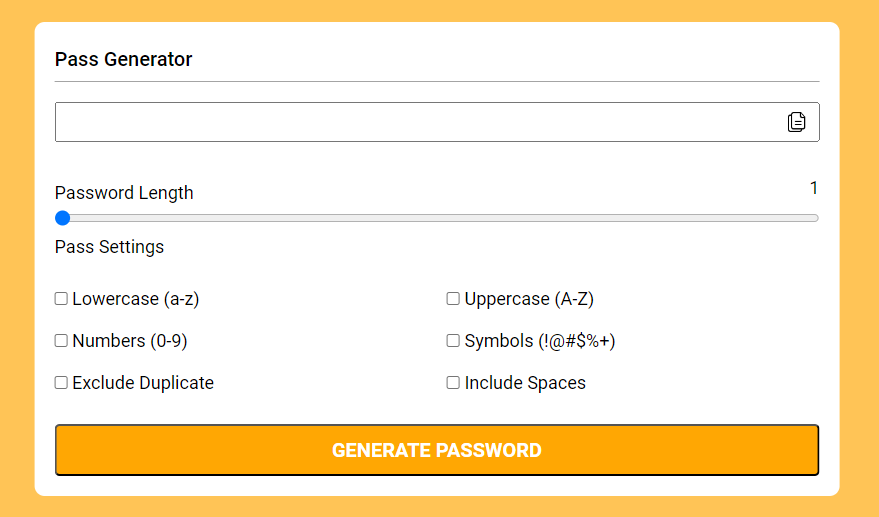 Pass Generator
Password Length 1
Pass Settings
Lowercase (a-z) Uppercase (A-Z)
Numbers (0-9) Symbols (!@#$%+)
Exclude Duplicate Include Spaces
GENERATE PASSWORD